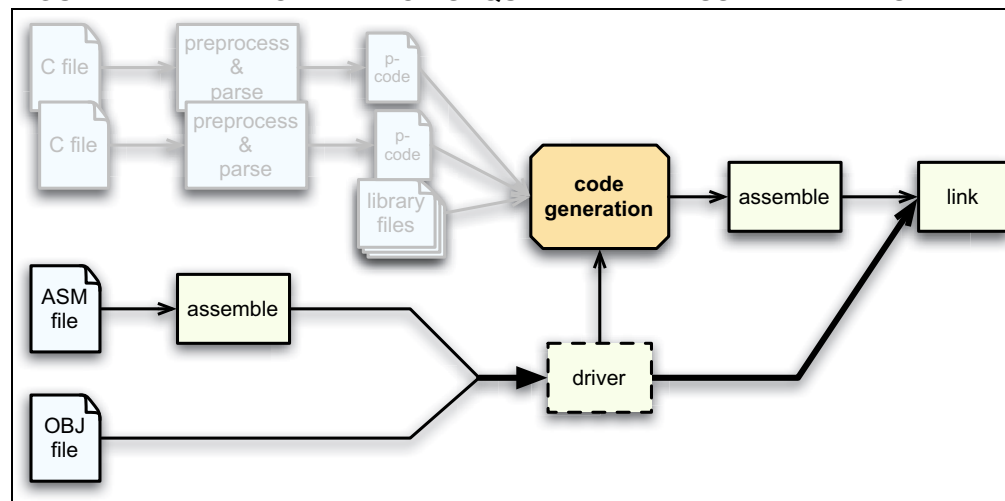 C file
preprocess
&
parse
p-
code
C file
preprocess
&
parse
p-
code
library
files
code
generation
assemble
link
ASM
file
assemble
driver
OBJ
file